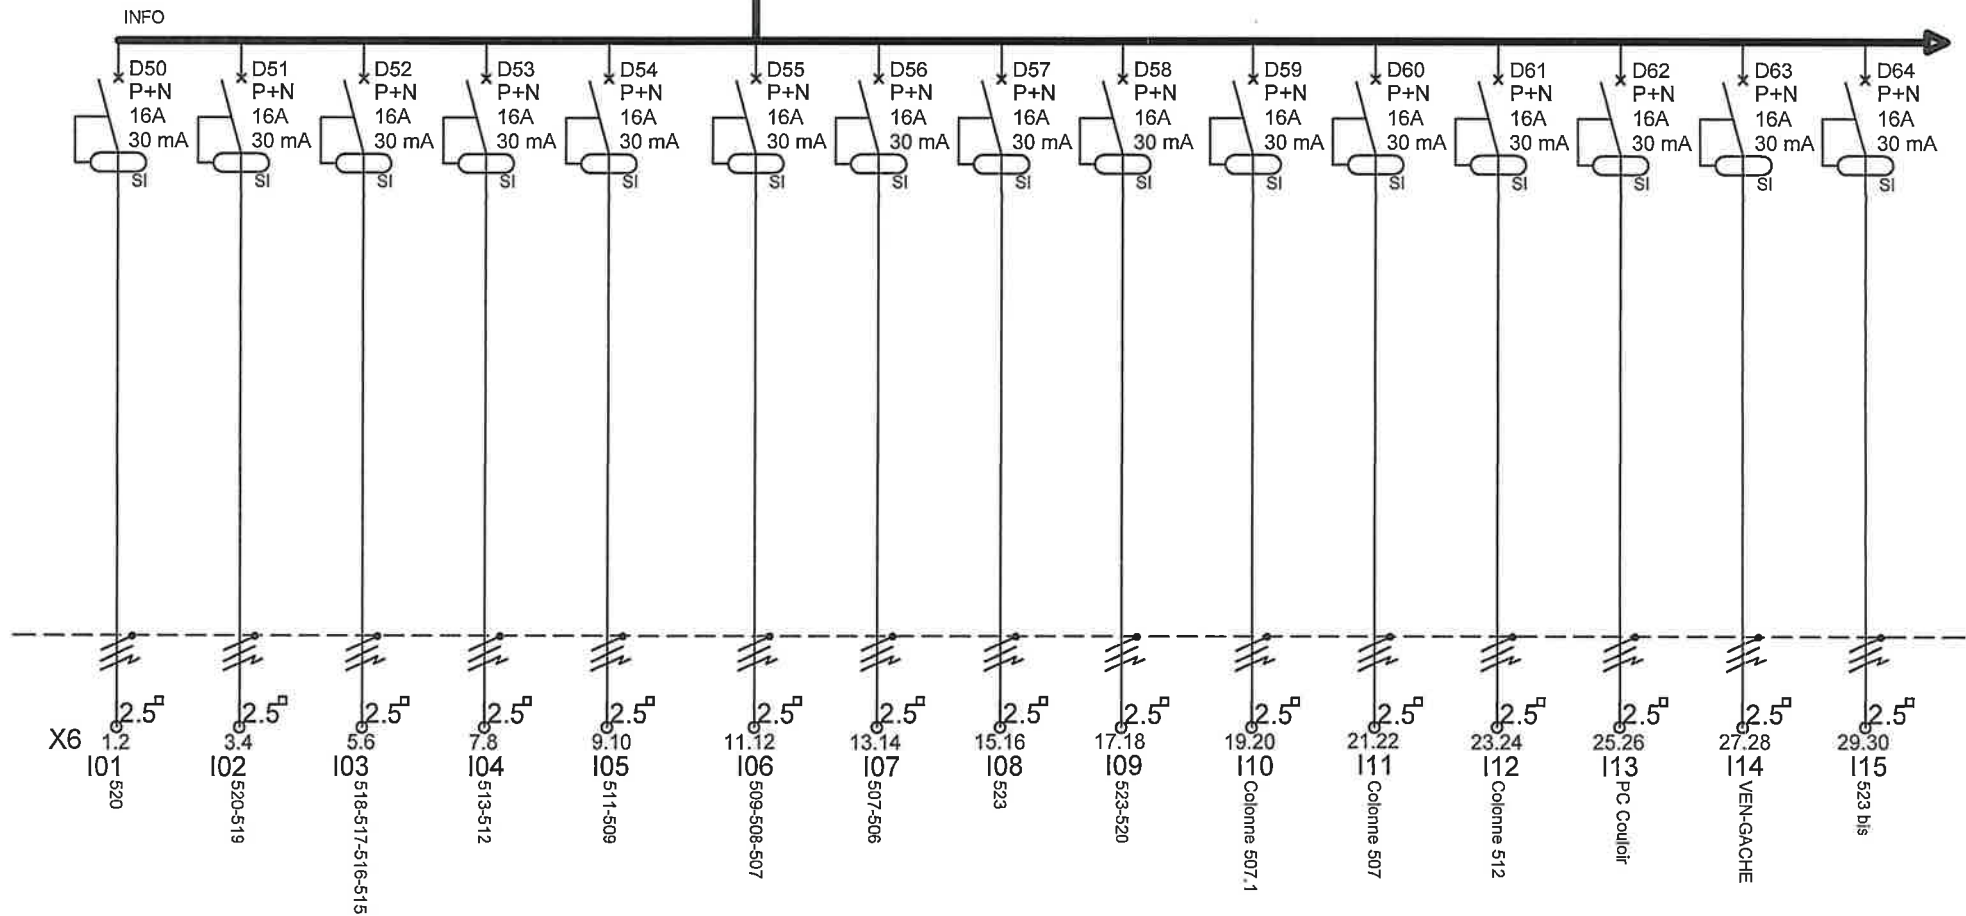 INFO
D50 D51 D52 D53 D54 D55 D56 D57 D58 D59 D60 D61 D62 D63 D64
P+N P+N P+N P+N P+N P+N P+N P+N P+N P+N P+N P+N P+N P+N P+N
16A 16A 16A 16A 16A 16A 16A 16A 16A 16A 16A 16A 16A 16A 16A
30 mA 30 mA 30 mA 30 mA 30 mA 30 mA 30 mA 30 mA 30 mA 30 mA 30 mA 30 mA 30 mA 30 mA 30 mA
SI SI SI SI SI SI SI SI SI SI SI SI SI SI SI
2.5 2.5 2.5 2.5 2.5 2.5 2.5 2.5 2.5 2.5 2.5 2.5 2.5 2.5 2.5
X6 1.2 3.4 5.6 7.8 9.10 11.12 13.14 15.16 17.18 19.20 21.22 23.24 25.26 27.28 29.30
I01 I02 I03 I04 I05 I06 I07 I08 I09 I10 I11 I12 I13 I14 I15
520
520-519
518-517-516-515
513-512
511-509
509-508-507
507-506
523
523-520
Colonne 507.1
Colonne 507
Colonne 512
PC Couloir
VEN-GACHE
523 bis